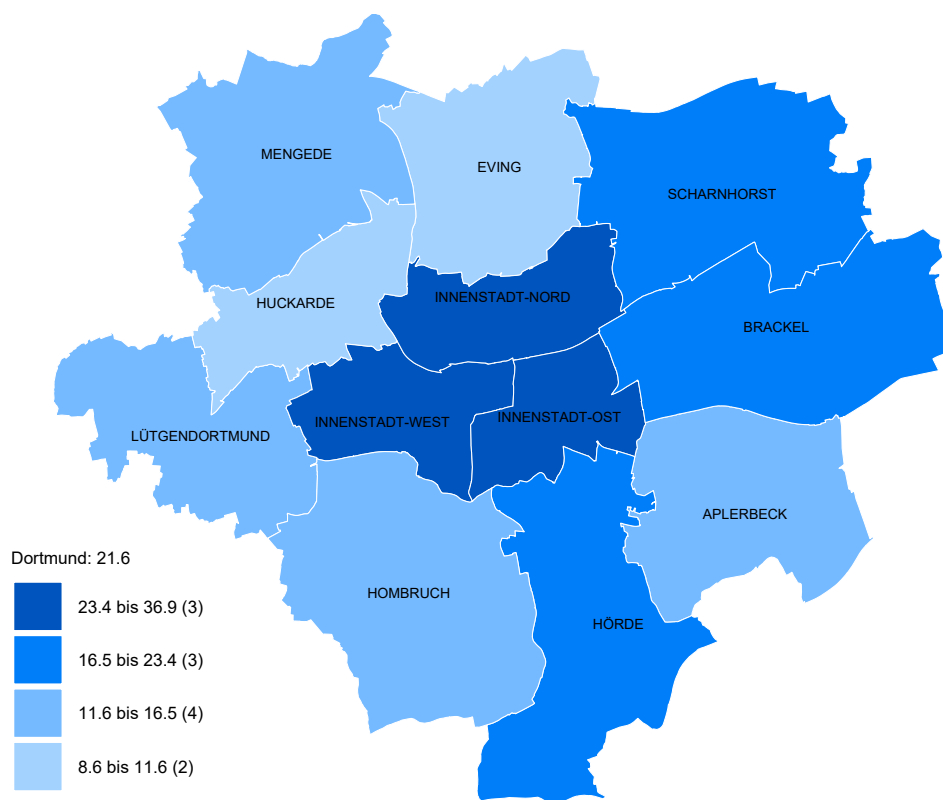 MENGEDE
EVING
SCHARNHORST
HUCKARDE
INNENSTADT-NORD
BRACKEL
LÜTGENDORTMUND
INNENSTADT-WEST
INNENSTADT-OST
APLERBECK
HOMBRUCH
HÖRDE
Dortmund: 21.6
23.4 bis 36.9 (3)
16.5 bis 23.4 (3)
11.6 bis 16.5 (4)
8.6 bis 11.6 (2)